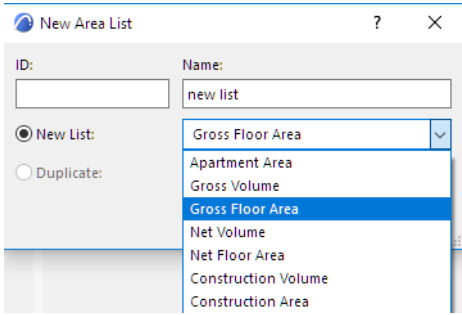 New Area List
ID:
Name:
new list
New List:
Gross Floor Area
Duplicate:
Apartment Area
Gross Volume
Gross Floor Area
Net Volume
Net Floor Area
Construction Volume
Construction Area